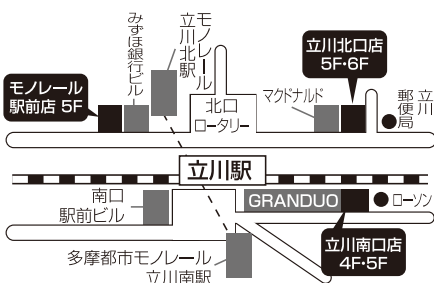 モノレール
駅前店 5F
みずほ銀行ビル
モノレール
立川北駅
北口
ロータリー
マクドナルド
立川北口店
5F・6F
立川
郵便局
立川駅
南口
駅前ビル
GRANDUO
ローソン
立川南口店
4F・5F
多摩都市モノレール
立川南駅